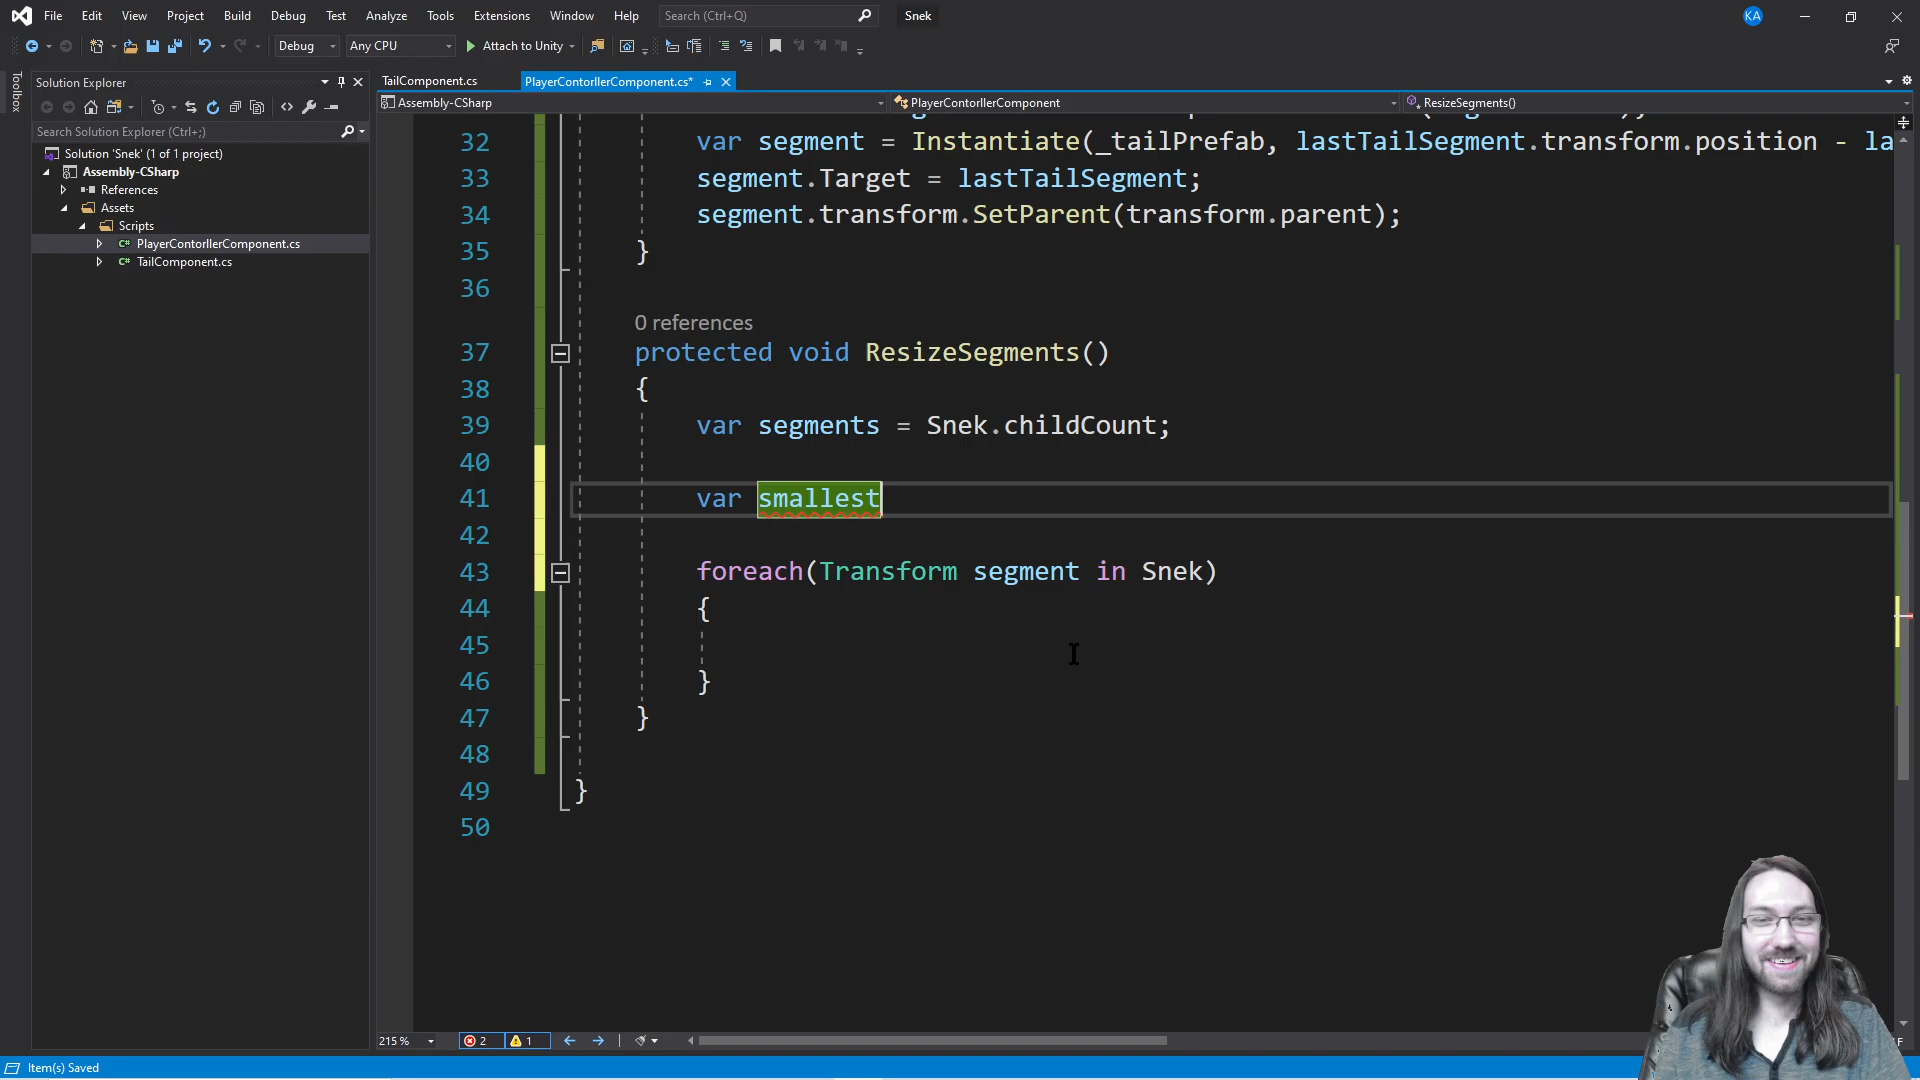 File Edit View Project Build Debug Test Analyze Tools Extensions Window Help Search (Ctrl+Q) Snek KA
Debug Any CPU Attach to Unity
Toolbox
Solution Explorer
Search Solution Explorer (Ctrl+;)
Solution 'Snek' (1 of 1 project)
Assembly-CSharp
References
Assets
Scripts
C# PlayerContorllerComponent.cs
C# TailComponent.cs
TailComponent.cs PlayerContorllerComponent.cs*
Assembly-CSharp PlayerContorllerComponent ResizeSegments()
32 var segment = Instantiate(_tailPrefab, lastTailSegment.transform.position - la
33 segment.Target = lastTailSegment;
34 segment.transform.SetParent(transform.parent);
35 }
36
0 references
37 protected void ResizeSegments()
38 {
39 var segments = Snek.childCount;
40
41 var smallest
42
43 foreach(Transform segment in Snek)
44 {
45
46 }
47 }
48
49 }
50
215 % 2 1
Item(s) Saved